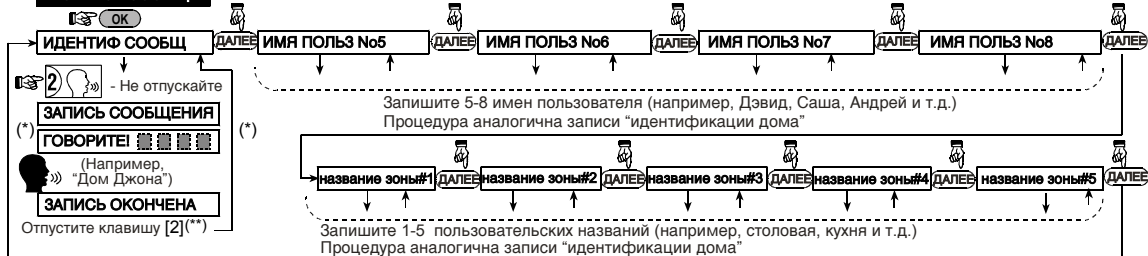 OK
ИДЕНТИФ СООБЩ ДАЛЕЕ ИМЯ ПОЛЬЗ No5 ДАЛЕЕ ИМЯ ПОЛЬЗ No6 ДАЛЕЕ ИМЯ ПОЛЬЗ No7 ДАЛЕЕ ИМЯ ПОЛЬЗ No8 ДАЛЕЕ
2 - Не отпускайте
ЗАПИСЬ СООБЩЕНИЯ
(*) ГОВОРИТЕ! (*)
(Например,
“Дом Джона”)
ЗАПИСЬ ОКОНЧЕНА
Отпустите клавишу [2](**)
Запишите 5-8 имен пользователя (например, Дэвид, Саша, Андрей и т.д.)
Процедура аналогична записи “идентификации дома”
название зоны#1 ДАЛЕЕ название зоны#2 ДАЛЕЕ название зоны#3 ДАЛЕЕ название зоны#4 ДАЛЕЕ название зоны#5 ДАЛЕЕ
Запишите 1-5 пользовательских названий (например, столовая, кухня и т.д.)
Процедура аналогична записи “идентификации дома”